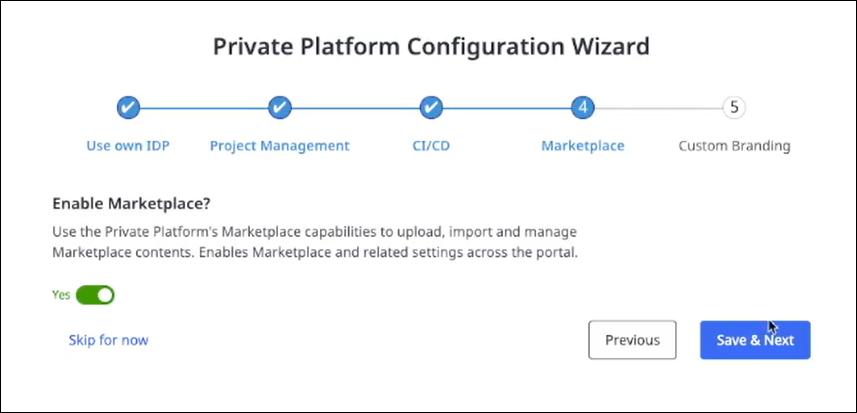 Private Platform Configuration Wizard
4
5
Use own IDP
Project Management
CI/CD
Marketplace
Custom Branding
Enable Marketplace?
Use the Private Platform's Marketplace capabilities to upload, import and manage
Marketplace contents. Enables Marketplace and related settings across the portal.
Yes
Skip for now
Previous
Save & Next